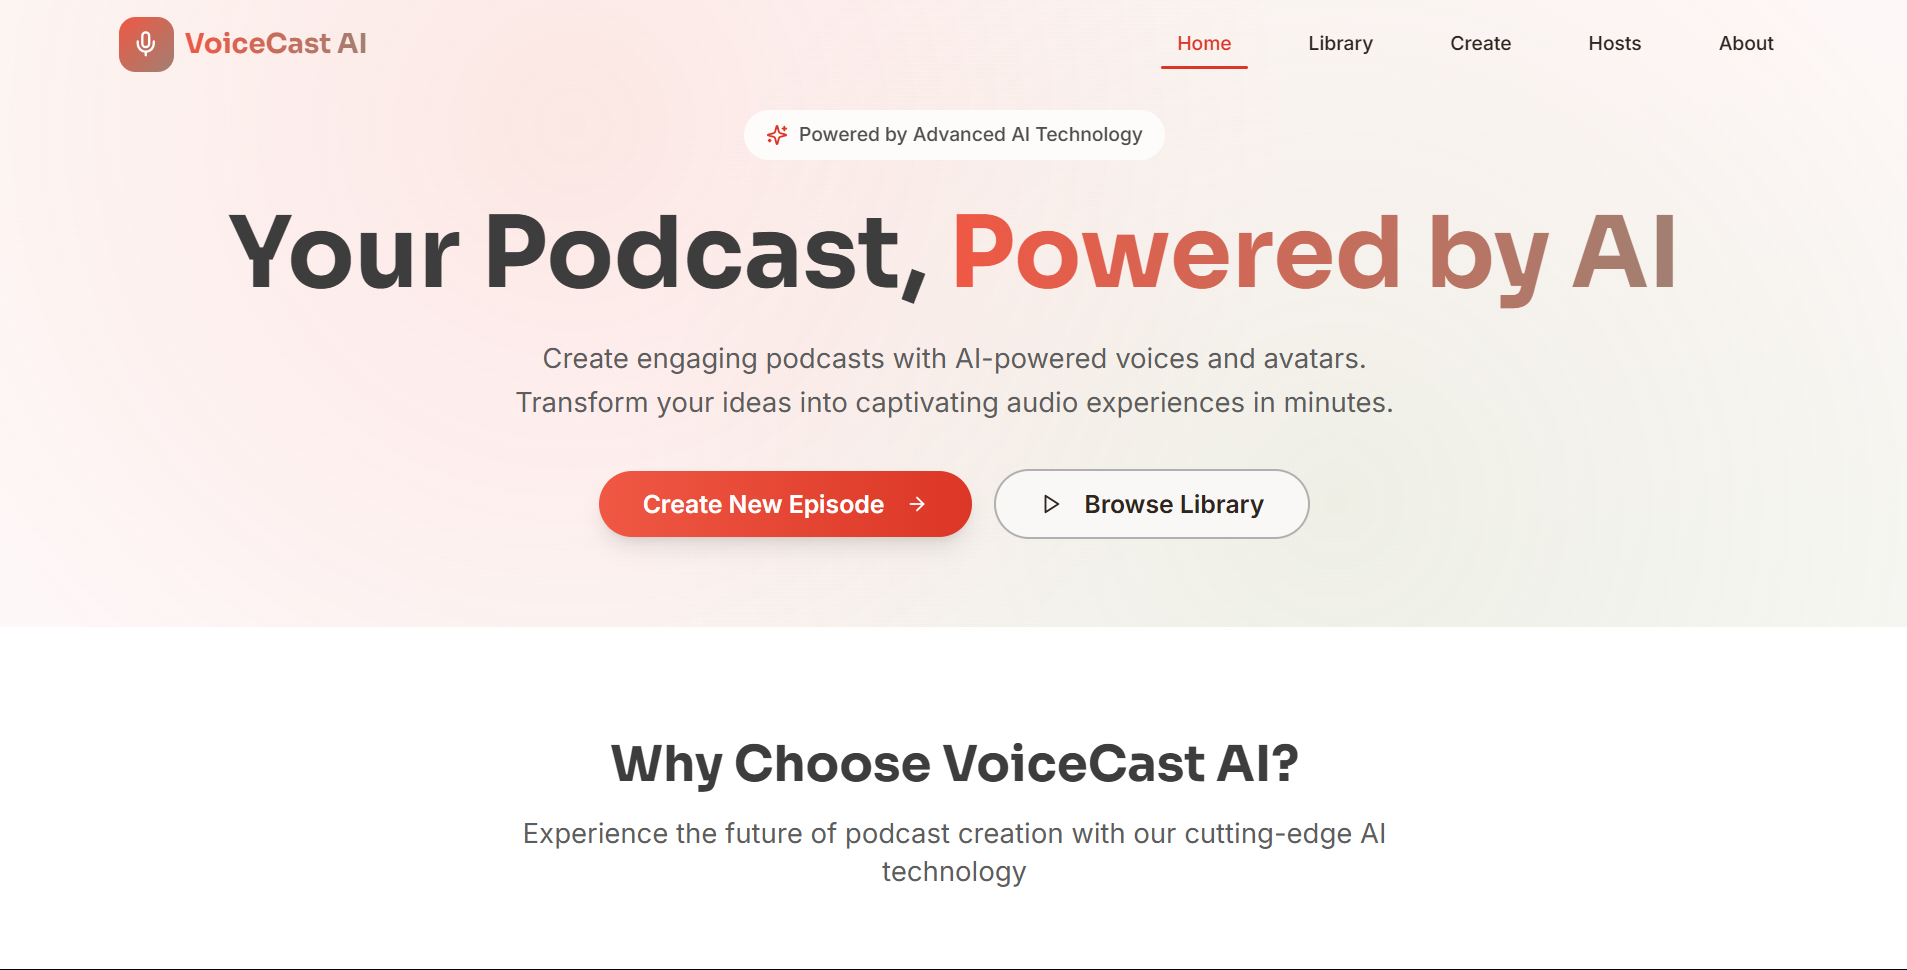 VoiceCast AI
Home
Library
Create
Hosts
About
Powered by Advanced AI Technology
Your Podcast, Powered by AI
Create engaging podcasts with AI-powered voices and avatars.
Transform your ideas into captivating audio experiences in minutes.
Create New Episode
Browse Library
Why Choose VoiceCast AI?
Experience the future of podcast creation with our cutting-edge AI
technology